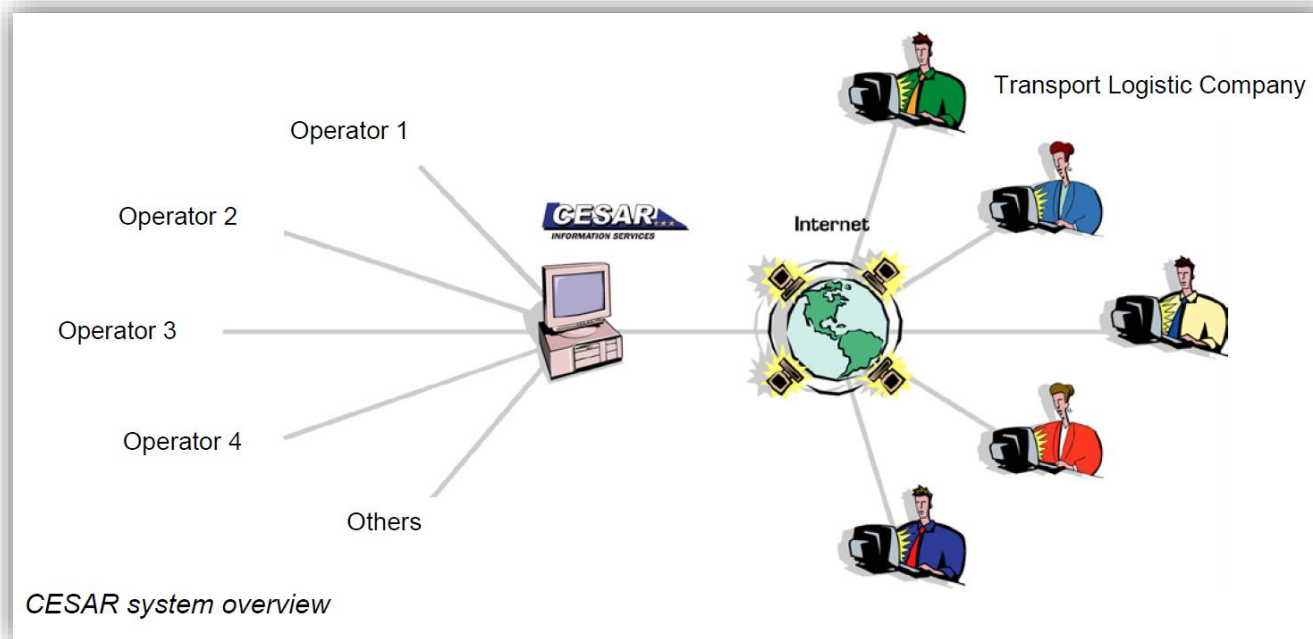 Transport Logistic Company
Operator 1
Operator 2
CESAR
INFORMATION SERVICES
Internet
Operator 3
Operator 4
Others
CESAR system overview